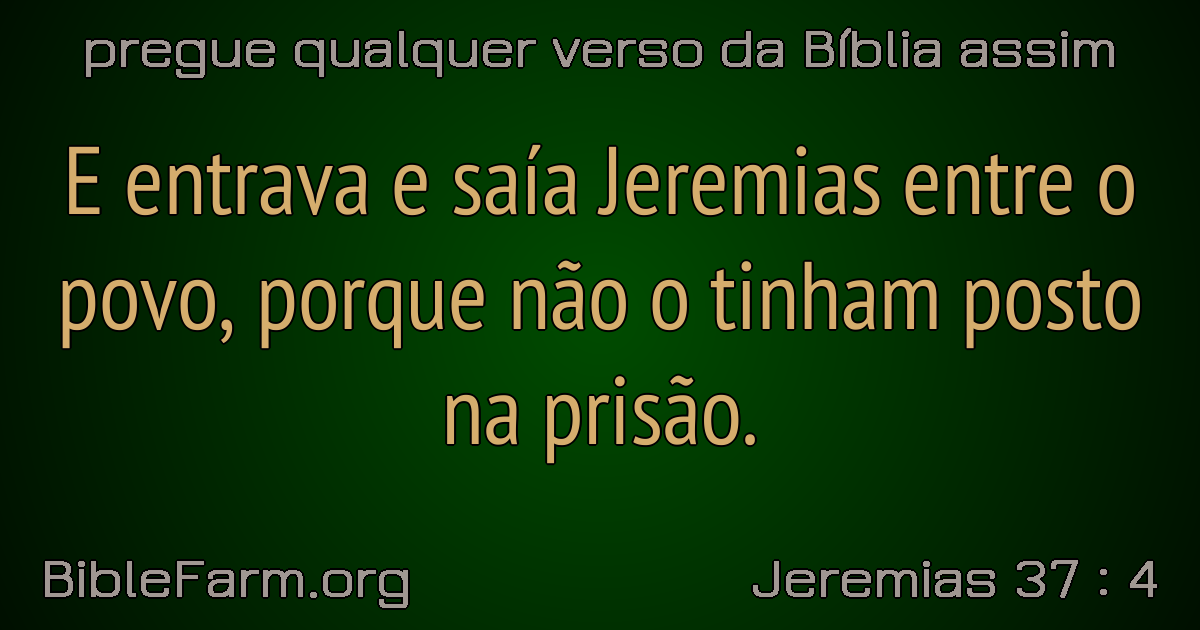 pregue qualquer verso da Bíblia assim
E entrava e saía Jeremias entre o
povo, porque não o tinham posto
na prisão.
BibleFarm.org
Jeremias 37 : 4